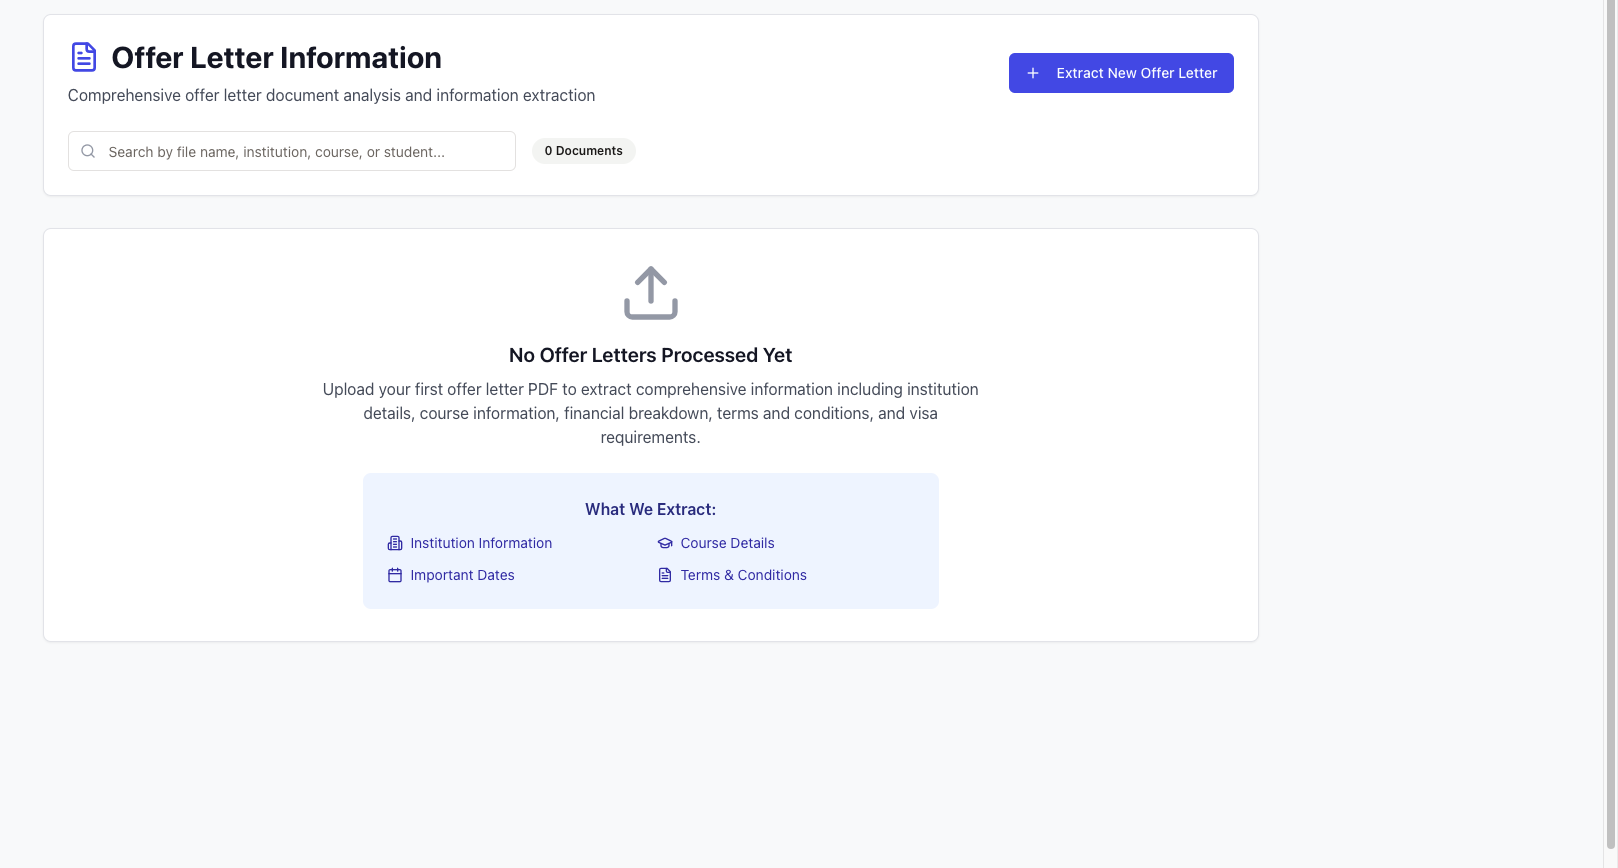 Offer Letter Information
Extract New Offer Letter
Comprehensive offer letter document analysis and information extraction
Search by file name, institution, course, or student...
0 Documents
No Offer Letters Processed Yet
Upload your first offer letter PDF to extract comprehensive information including institution
details, course information, financial breakdown, terms and conditions, and visa
requirements.
What We Extract:
Institution Information
Course Details
Important Dates
Terms & Conditions